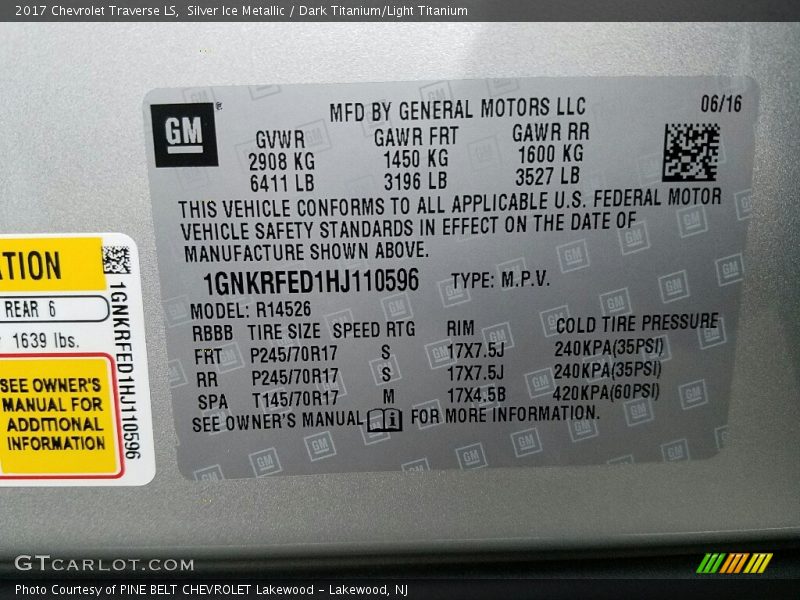 2017 Chevrolet Traverse LS, Silver Ice Metallic / Dark Titanium/Light Titanium
GM
MFD BY GENERAL MOTORS LLC 06/16
GVWR GAWR FRT GAWR RR
2908 KG 1450 KG 1600 KG
6411 LB 3196 LB 3527 LB
THIS VEHICLE CONFORMS TO ALL APPLICABLE U.S. FEDERAL MOTOR
VEHICLE SAFETY STANDARDS IN EFFECT ON THE DATE OF
MANUFACTURE SHOWN ABOVE.
1GNKRFED1HJ110596 TYPE: M.P.V.
MODEL: R14526
RBBB TIRE SIZE SPEED RTG RIM COLD TIRE PRESSURE
FRT P245/70R17 S 17X7.5J 240KPA(35PSI)
RR P245/70R17 S 17X7.5J 240KPA(35PSI)
SPA T145/70R17 M 17X4.5B 420KPA(60PSI)
SEE OWNER'S MANUAL FOR MORE INFORMATION.
ATION
REAR 6
1639 lbs.
SEE OWNER'S
MANUAL FOR
ADDITIONAL
INFORMATION
1GNKRFED1HJ110596
GTCARLOT.COM
Photo Courtesy of PINE BELT CHEVROLET Lakewood - Lakewood, NJ